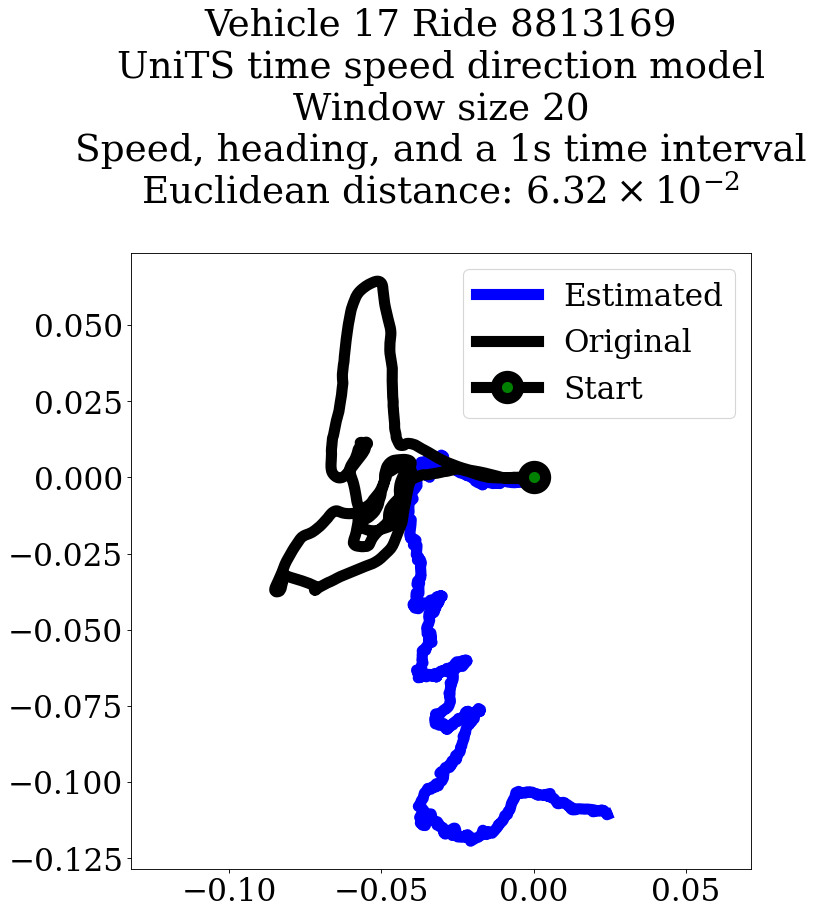 Vehicle 17 Ride 8813169
UniTS time speed direction model
Window size 20
Speed, heading, and a 1s time interval
Euclidean distance: 6.32 × 10⁻²
Estimated
Original
Start
0.050
0.025
0.000
−0.025
−0.050
−0.075
−0.100
−0.125
−0.10 −0.05 0.00 0.05